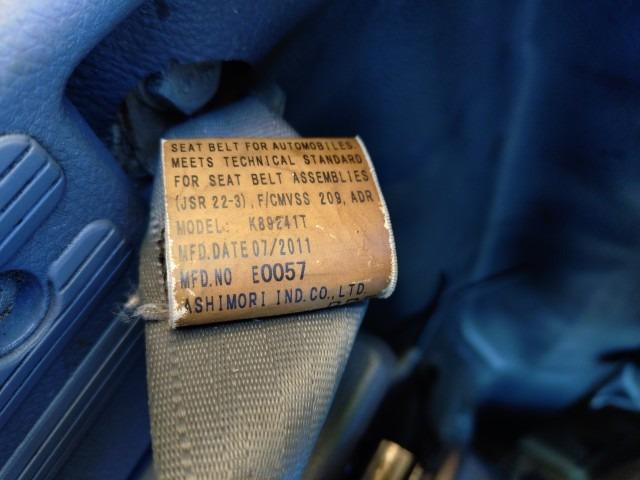 SEAT BELT FOR AUTOMOBILES.
MEETS TECHNICAL STANDARD
FOR SEAT BELT ASSEMBLIES
(JSR 22-3), F/CMVSS 209, ADR
MODEL: K89241T
MFD.DATE 07/2011
MFD.NO E0057
ASHIMORI IND.CO.,LTD.